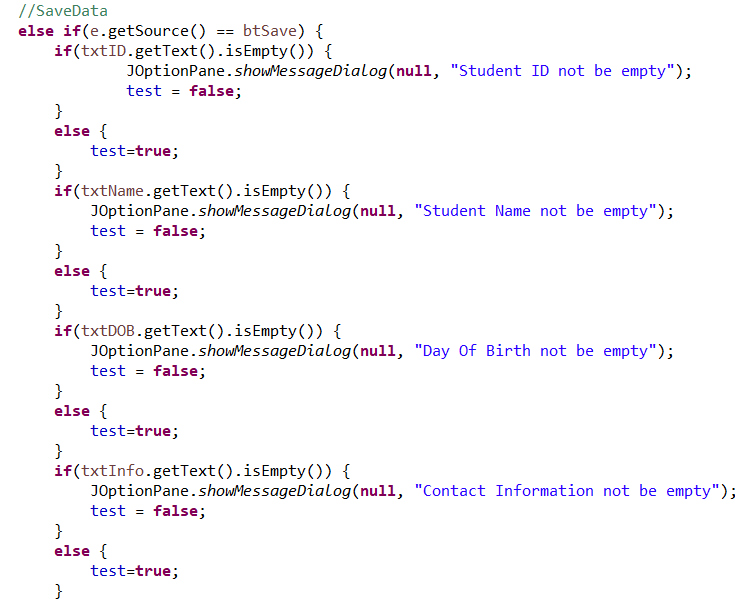 //SaveData
else if(e.getSource() == btSave) {
if(txtID.getText().isEmpty()) {
JOptionPane.showMessageDialog(null, "Student ID not be empty");
test = false;
}
else {
test=true;
}
if(txtName.getText().isEmpty()) {
JOptionPane.showMessageDialog(null, "Student Name not be empty");
test = false;
}
else {
test=true;
}
if(txtDOB.getText().isEmpty()) {
JOptionPane.showMessageDialog(null, "Day Of Birth not be empty");
test = false;
}
else {
test=true;
}
if(txtInfo.getText().isEmpty()) {
JOptionPane.showMessageDialog(null, "Contact Information not be empty");
test = false;
}
else {
test=true;
}